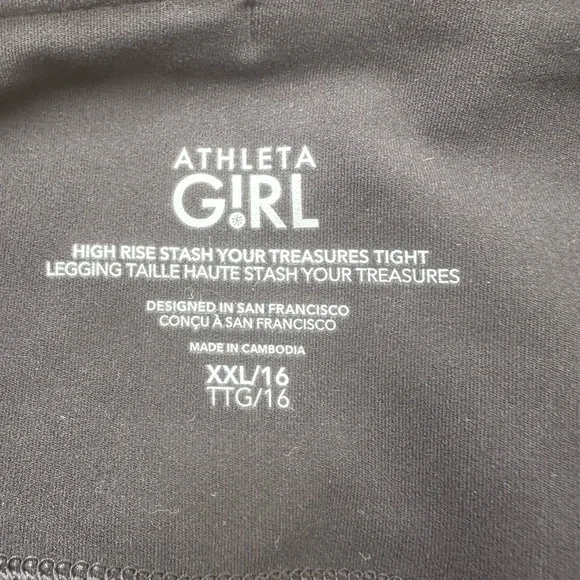 ATHLETA
G!RL
HIGH RISE STASH YOUR TREASURES TIGHT
LEGGING TAILLE HAUTE STASH YOUR TREASURES
DESIGNED IN SAN FRANCISCO
CONÇU À SAN FRANCISCO
MADE IN CAMBODIA
XXL/16
TTG/16